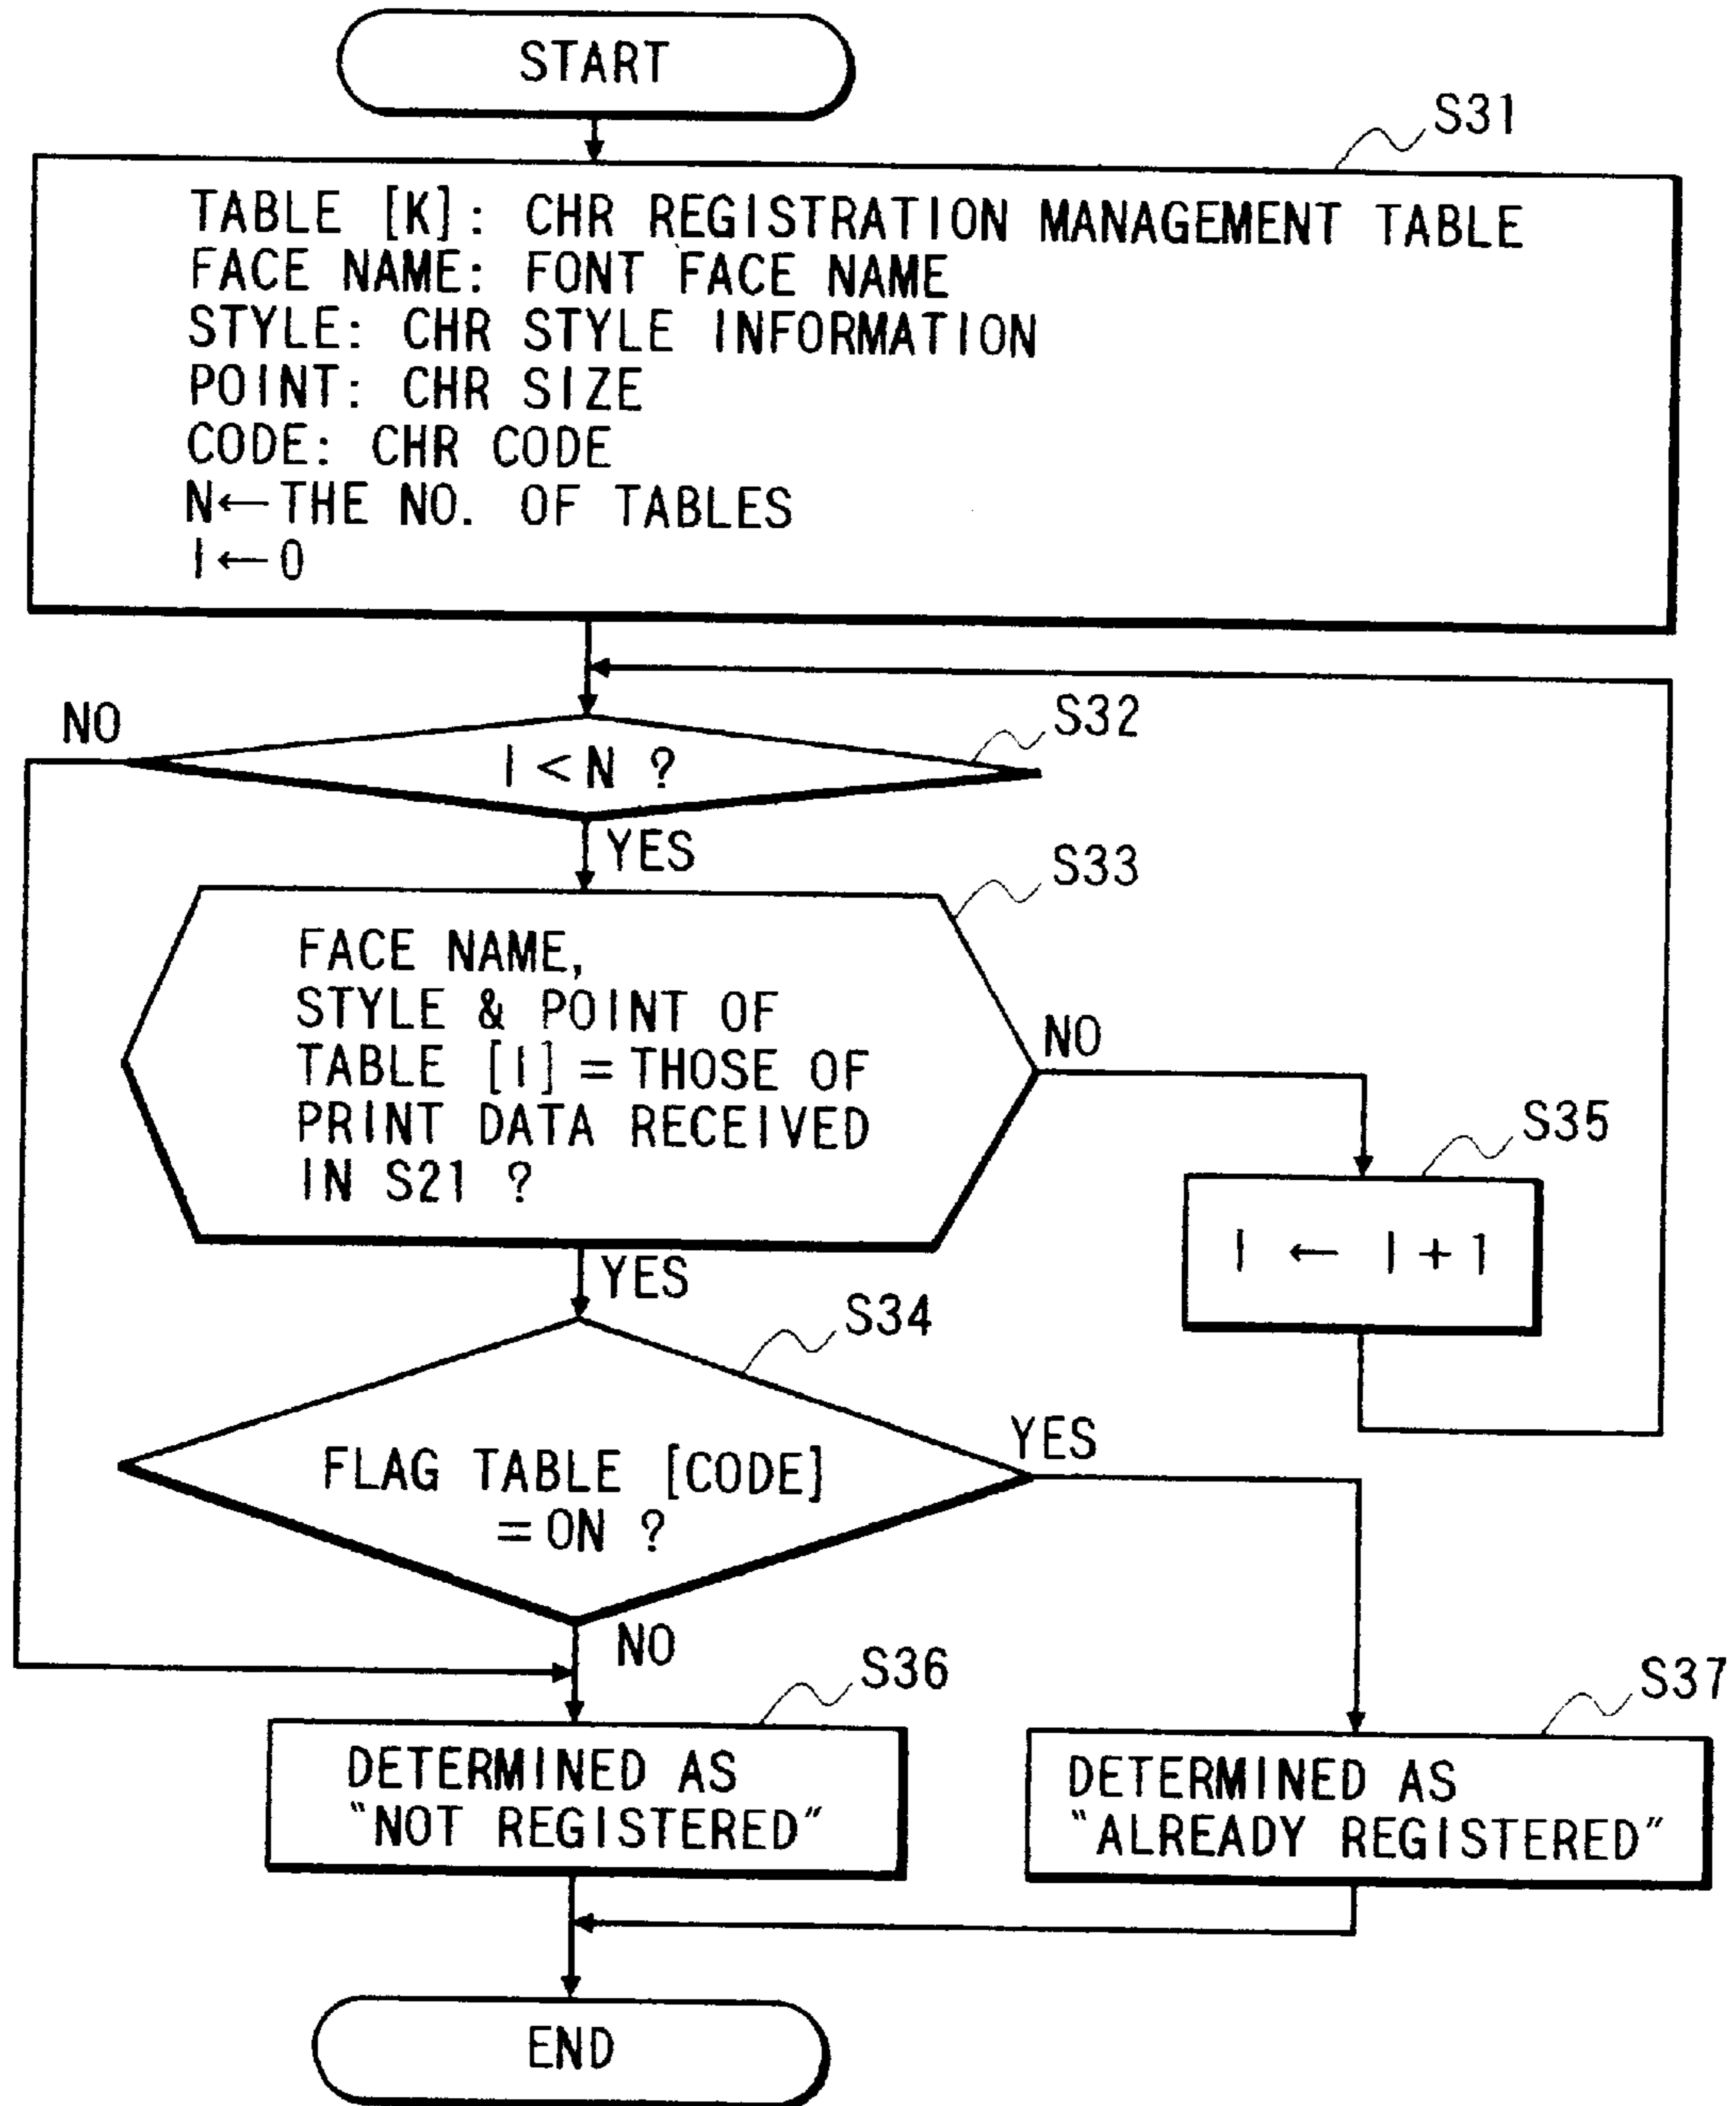 START
S31
TABLE [K]: CHR REGISTRATION MANAGEMENT TABLE
FACE NAME: FONT FACE NAME
STYLE: CHR STYLE INFORMATION
POINT: CHR SIZE
CODE: CHR CODE
N←THE NO. OF TABLES
I←0
S32
NO
I<N ?
YES
S33
FACE NAME,
STYLE & POINT OF
TABLE [I]=THOSE OF
PRINT DATA RECEIVED
IN S21 ?
NO
S35
I ← I+1
YES
S34
FLAG TABLE [CODE]
=ON ?
YES
NO
S36
DETERMINED AS
"NOT REGISTERED"
S37
DETERMINED AS
"ALREADY REGISTERED"
END